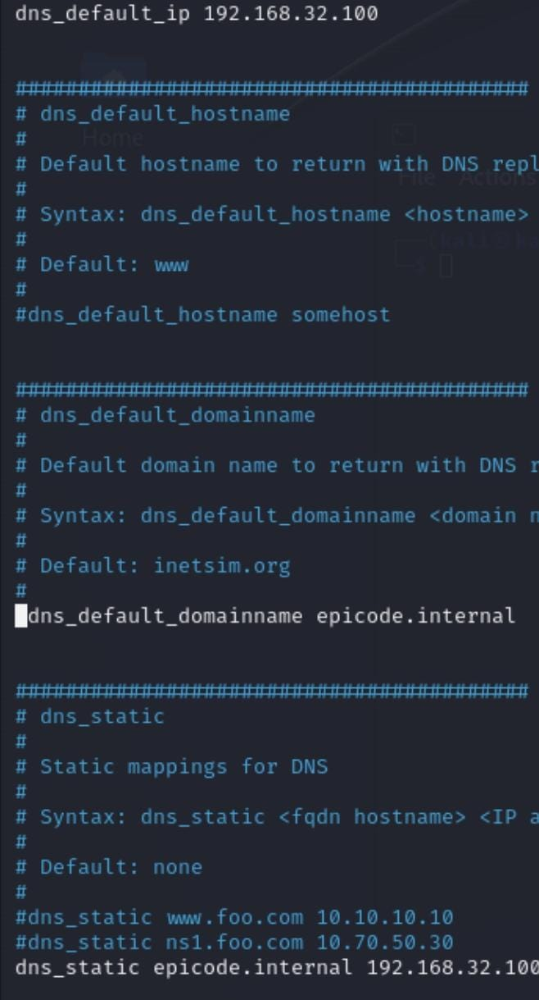 dns_default_ip 192.168.32.100
#########################################
# dns_default_hostname
#
Home
# Default hostname to return with DNS repl
File Actions
#
# Syntax: dns_default_hostname <hostname>
#
# Default: www
#
#dns_default_hostname somehost
#########################################
# dns_default_domainname
#
# Default domain name to return with DNS r
#
# Syntax: dns_default_domainname <domain n
#
# Default: inetsim.org
#
dns_default_domainname epicode.internal
#########################################
# dns_static
#
# Static mappings for DNS
#
# Syntax: dns_static <fqdn hostname> <IP a
#
# Default: none
#
#dns_static www.foo.com 10.10.10.10
#dns_static ns1.foo.com 10.70.50.30
dns_static epicode.internal 192.168.32.100